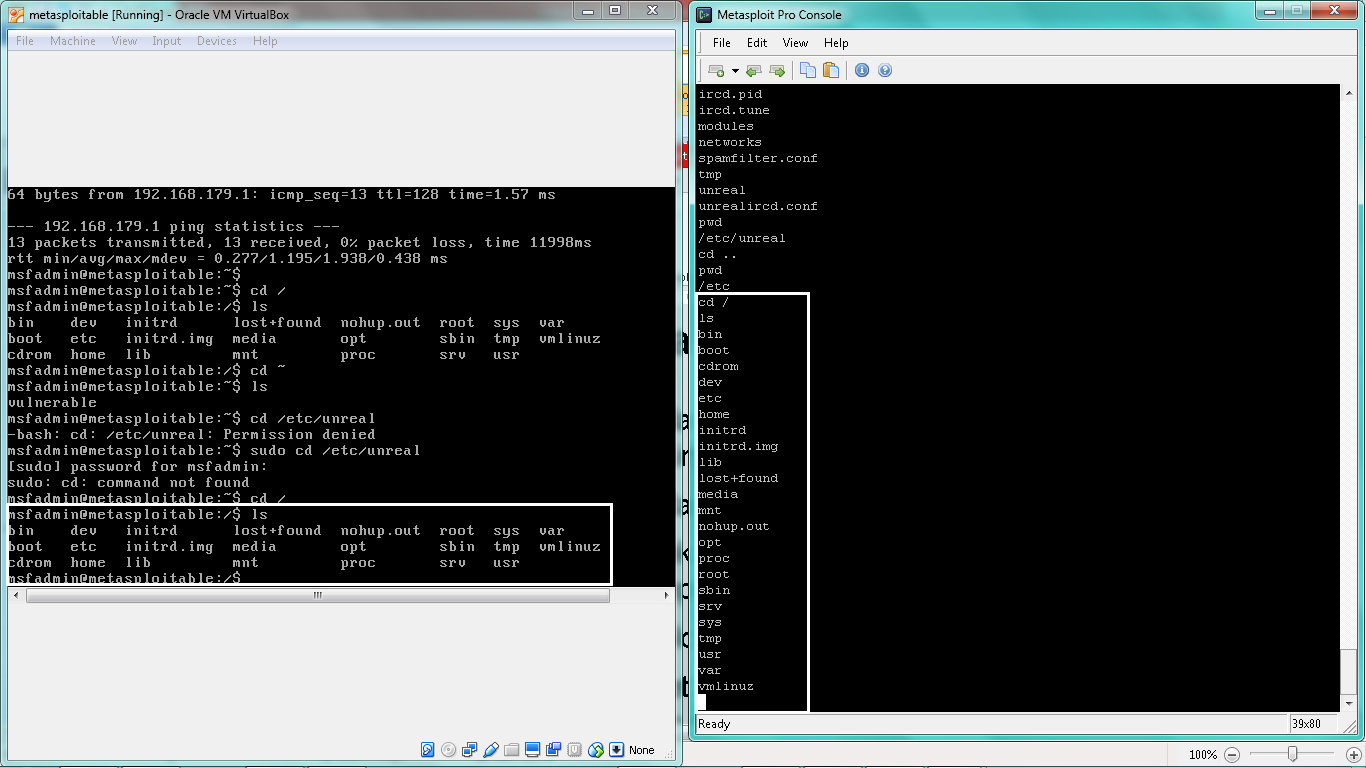 metasploitable [Running] - Oracle VM VirtualBox
File Machine View Input Devices Help
64 bytes from 192.168.179.1: icmp_seq=13 ttl=128 time=1.57 ms
--- 192.168.179.1 ping statistics ---
13 packets transmitted, 13 received, 0% packet loss, time 11998ms
rtt min/avg/max/mdev = 0.277/1.195/1.938/0.438 ms
msfadmin@metasploitable:~$
msfadmin@metasploitable:~$ cd /
msfadmin@metasploitable:/$ ls
bin dev initrd lost+found nohup.out root sys var
boot etc initrd.img media opt sbin tmp vmlinuz
cdrom home lib mnt proc srv usr
msfadmin@metasploitable:/$ cd ~
msfadmin@metasploitable:~$ ls
vulnerable
msfadmin@metasploitable:~$ cd /etc/unreal
-bash: cd: /etc/unreal: Permission denied
msfadmin@metasploitable:~$ sudo cd /etc/unreal
[sudo] password for msfadmin:
sudo: cd: command not found
msfadmin@metasploitable:~$ cd /
msfadmin@metasploitable:/$ ls
bin dev initrd lost+found nohup.out root sys var
boot etc initrd.img media opt sbin tmp vmlinuz
cdrom home lib mnt proc srv usr
msfadmin@metasploitable:/$
None
Metasploit Pro Console
File Edit View Help
ircd.pid
ircd.tune
modules
networks
spamfilter.conf
tmp
unreal
unrealircd.conf
pwd
/etc/unreal
cd ..
pwd
/etc
cd /
ls
bin
boot
cdrom
dev
etc
home
initrd
initrd.img
lib
lost+found
media
mnt
nohup.out
opt
proc
root
sbin
srv
sys
tmp
usr
var
vmlinuz
Ready 39x80
100%